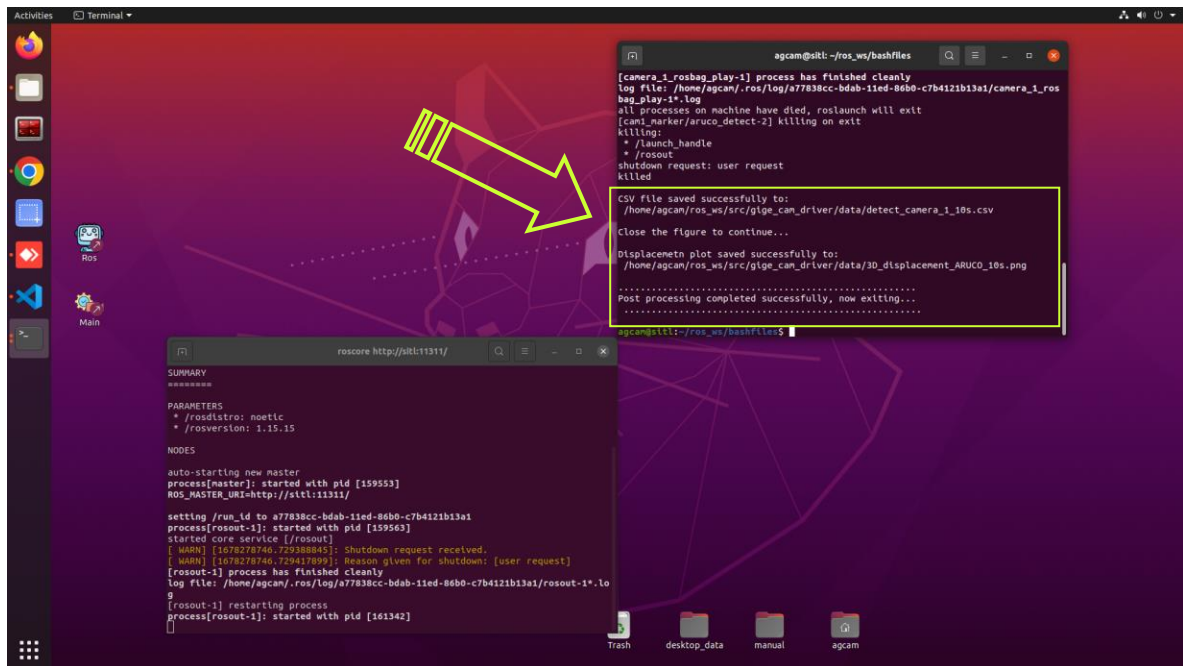 Activities
Terminal
agcam@sitl: ~/ros_ws/bashfiles
[camera_1_rosbag_play-1] process has finished cleanly
log file: /home/agcam/.ros/log/a77838cc-bdab-11ed-86b0-c7b4121b13a1/camera_1_ros
bag_play-1*.log
all processes on machine have died, roslaunch will exit
[cam1_marker/aruco_detect-2] killing on exit
killing:
* /launch_handle
* /rosout
shutdown request: user request
killed
CSV file saved successfully to:
/home/agcam/ros_ws/src/gige_cam_driver/data/detect_camera_1_10s.csv
Close the figure to continue...
Displacemetn plot saved successfully to:
/home/agcam/ros_ws/src/gige_cam_driver/data/3D_displacement_ARUCO_10s.png
..................................................
Post processing completed successfully, now exiting...
..................................................
agcam@sitl:~/ros_ws/bashfiles$
Ros
Main
roscore http://sitl:11311/
SUMMARY
========
PARAMETERS
* /rosdistro: noetic
* /rosversion: 1.15.15
NODES
auto-starting new master
process[master]: started with pid [159553]
ROS_MASTER_URI=http://sitl:11311/
setting /run_id to a77838cc-bdab-11ed-86b0-c7b4121b13a1
process[rosout-1]: started with pid [159563]
started core service [/rosout]
[ WARN] [1678278746.729388845]: Shutdown request received.
[ WARN] [1678278746.729417899]: Reason given for shutdown: [user request]
[rosout-1] process has finished cleanly
log file: /home/agcam/.ros/log/a77838cc-bdab-11ed-86b0-c7b4121b13a1/rosout-1*.lo
g
[rosout-1] restarting process
process[rosout-1]: started with pid [161342]
Trash
desktop_data
manual
agcam